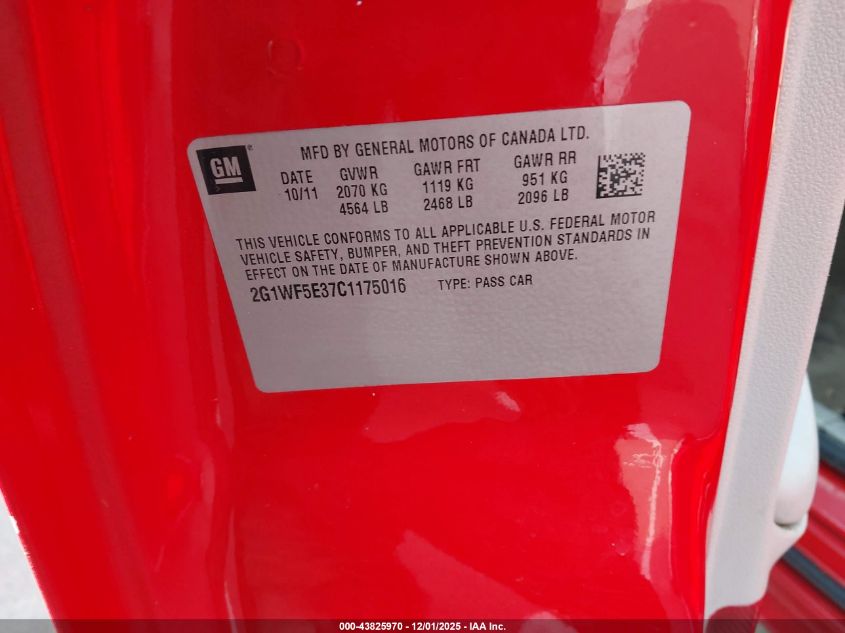 GM
MFD BY GENERAL MOTORS OF CANADA LTD.
DATE GVWR GAWR FRT GAWR RR
10/11 2070 KG 1119 KG 951 KG
4564 LB 2468 LB 2096 LB
THIS VEHICLE CONFORMS TO ALL APPLICABLE U.S. FEDERAL MOTOR
VEHICLE SAFETY, BUMPER, AND THEFT PREVENTION STANDARDS IN
EFFECT ON THE DATE OF MANUFACTURE SHOWN ABOVE.
2G1WF5E37C1175016 TYPE: PASS CAR
000-43825970 - 12/01/2025 - IAA Inc.